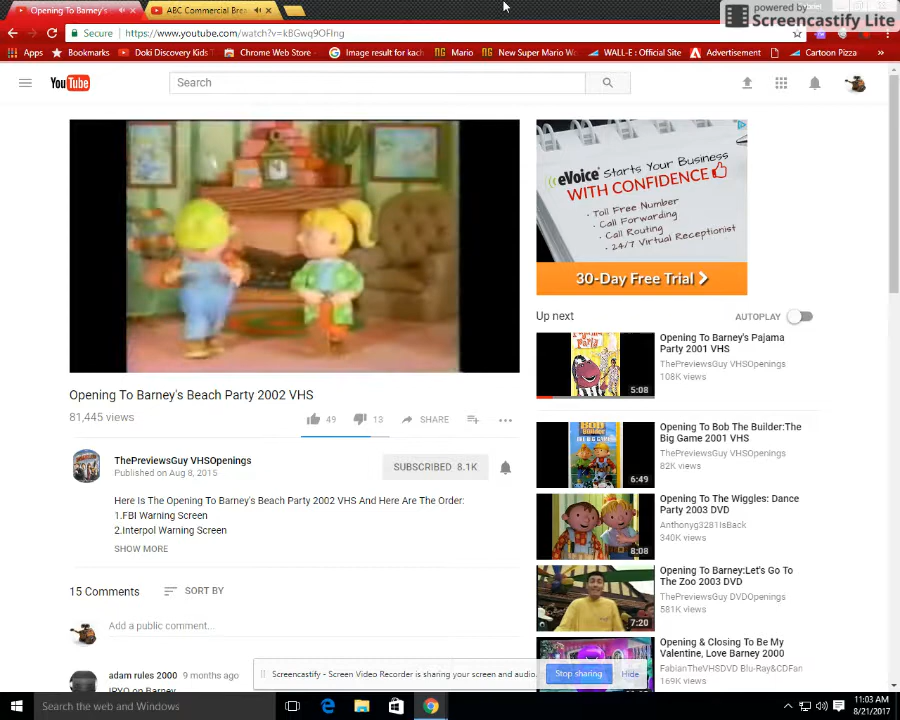 Opening To Barney's
ABC Commercial Brea
powered by
Screencastify Lite
Secure
https://www.youtube.com/watch?v=kBGwq9OFIng
Apps
Bookmarks
Doki Discovery Kids
Chrome Web Store
Image result for kach
Mario
New Super Mario W
WALL-E : Official Site
Advertisement
Cartoon Pizza
»
YouTube
Search
eVoice Starts Your Business
WITH CONFIDENCE
- Toll Free Number
- Call Forwarding
- Call Routing
- 24/7 Virtual Receptionist
30-Day Free Trial
Up next
AUTOPLAY
Opening To Barney's Pajama
Party 2001 VHS
ThePreviewsGuy VHSOpenings
108K views
5:08
Opening To Barney's Beach Party 2002 VHS
81,445 views
49
13
SHARE
Opening To Bob The Builder:The
Big Game 2001 VHS
ThePreviewsGuy VHSOpenings
82K views
6:49
ThePreviewsGuy VHSOpenings
Published on Aug 8, 2015
SUBSCRIBED 8.1K
Here Is The Opening To Barney's Beach Party 2002 VHS And Here Are The Order:
1.FBI Warning Screen
2.Interpol Warning Screen
SHOW MORE
Opening To The Wiggles: Dance
Party 2003 DVD
Anthonyg3281IsBack
340K views
8:08
Opening To Barney:Let's Go To
The Zoo 2003 DVD
ThePreviewsGuy DVDOpenings
581K views
7:20
15 Comments
SORT BY
Add a public comment...
Opening & Closing To Be My
Valentine, Love Barney 2000
FabianTheVHSDVD Blu-Ray&CDFan
169K views
adam rules 2000 9 months ago
on Barney
Screencastify - Screen Video Recorder is sharing your screen and audio.
Stop sharing
Hide
Search the web and Windows
11:03 AM
8/21/2017